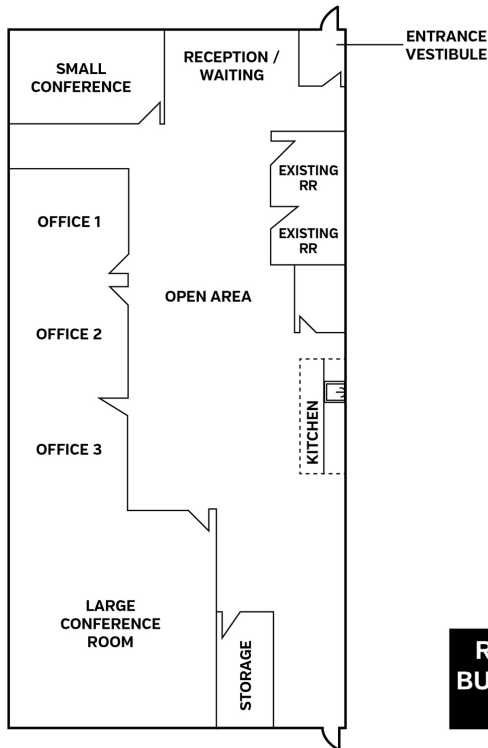 ENTRANCE
VESTIBULE
SMALL
CONFERENCE
RECEPTION /
WAITING
EXISTING
RR
OFFICE 1
EXISTING
RR
OPEN AREA
OFFICE 2
KITCHEN
OFFICE 3
LARGE
CONFERENCE
ROOM
STORAGE
R
BU